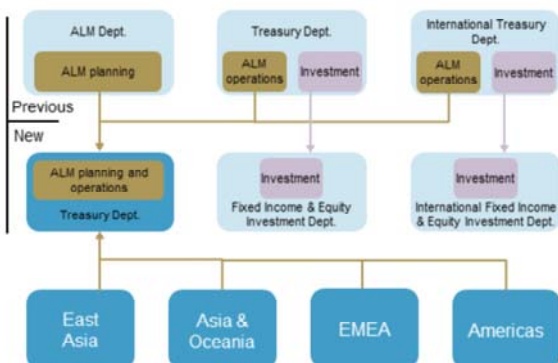 ALM Dept.
Treasury Dept.
International Treasury
Dept.
ALM planning
ALM
operations
Investment
ALM
operations
Investment
Previous
New
ALM planning and
operations
Treasury Dept.
Investment
Fixed Income & Equity
Investment Dept.
Investment
International Fixed Income
& Equity Investment Dept.
East
Asia
Asia &
Oceania
EMEA
Americas